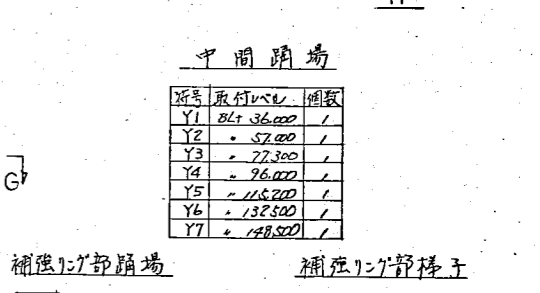 中間踊場
符号 取付レベル 個数
Y1 BL+ 36.000 1
Y2 〃 57.000 1
Y3 〃 77.300 1
Y4 〃 96.000 1
Y5 〃 115.200 1
Y6 〃 132.500 1
Y7 〃 148.500 1
G
補強リング部踊場 補強リング部梯子